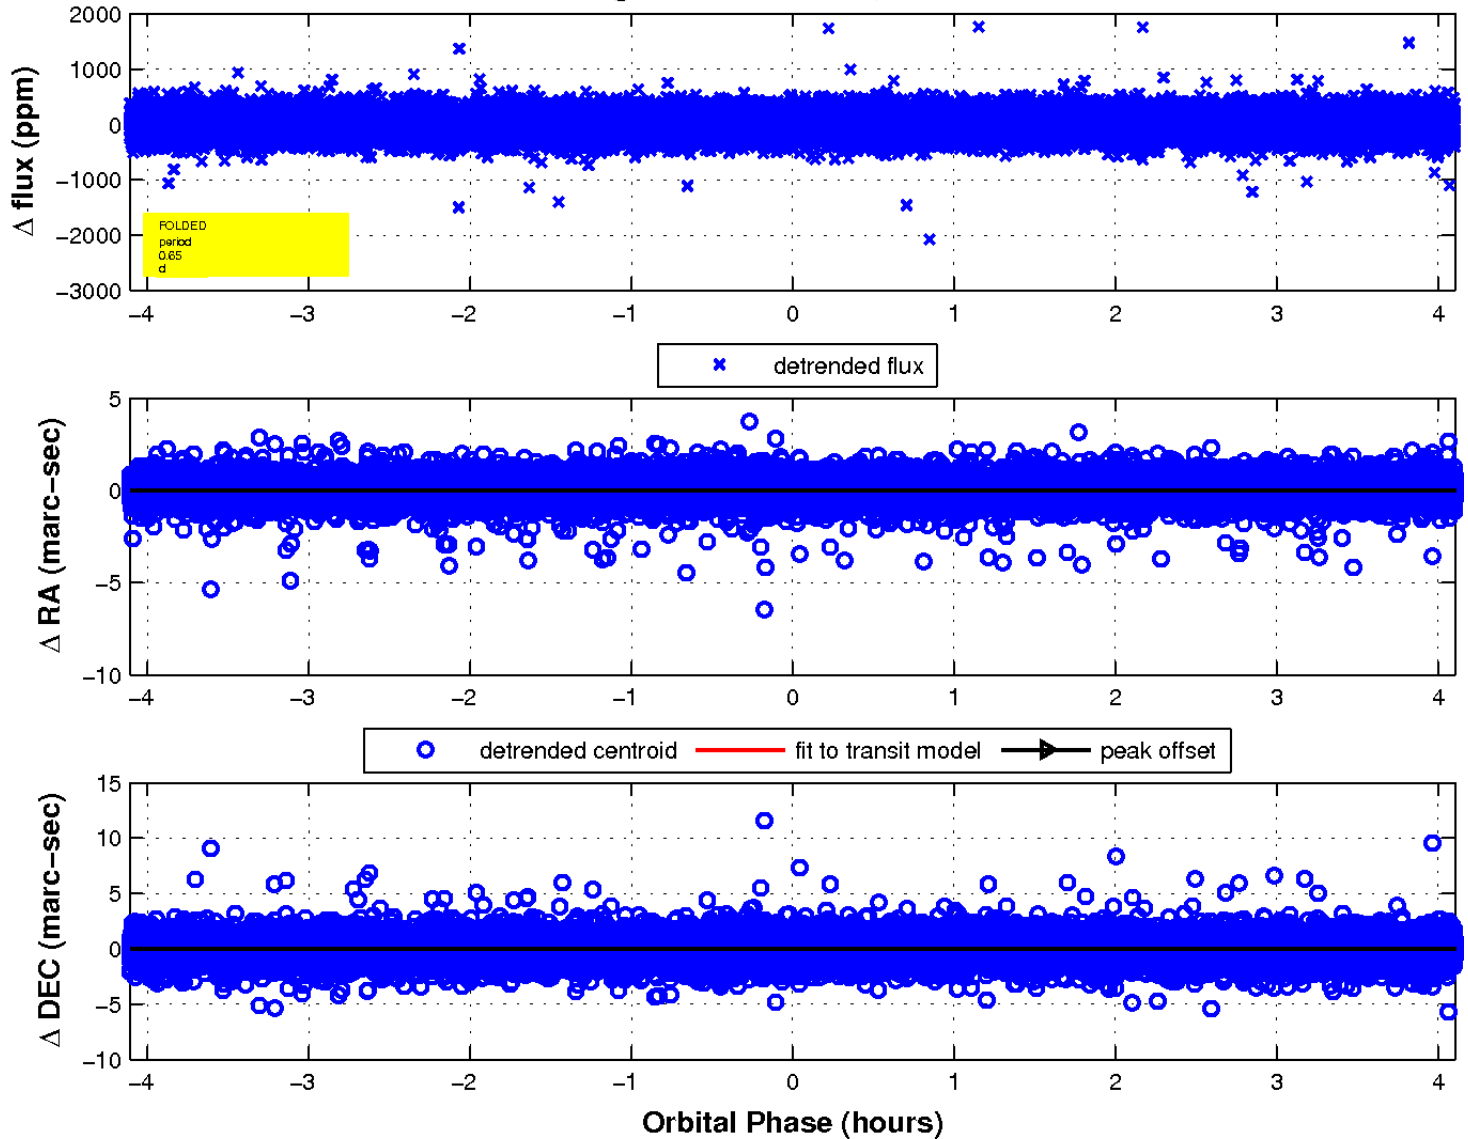 2000
1000
0
−1000
−2000
−3000
Δ flux (ppm)
FOLDED
period
0.65
d
−4 −3 −2 −1 0 1 2 3 4
detrended flux
5
0
−5
−10
Δ RA (marc−sec)
−4 −3 −2 −1 0 1 2 3 4
detrended centroid fit to transit model peak offset
15
10
5
0
−5
−10
Δ DEC (marc−sec)
−4 −3 −2 −1 0 1 2 3 4
Orbital Phase (hours)